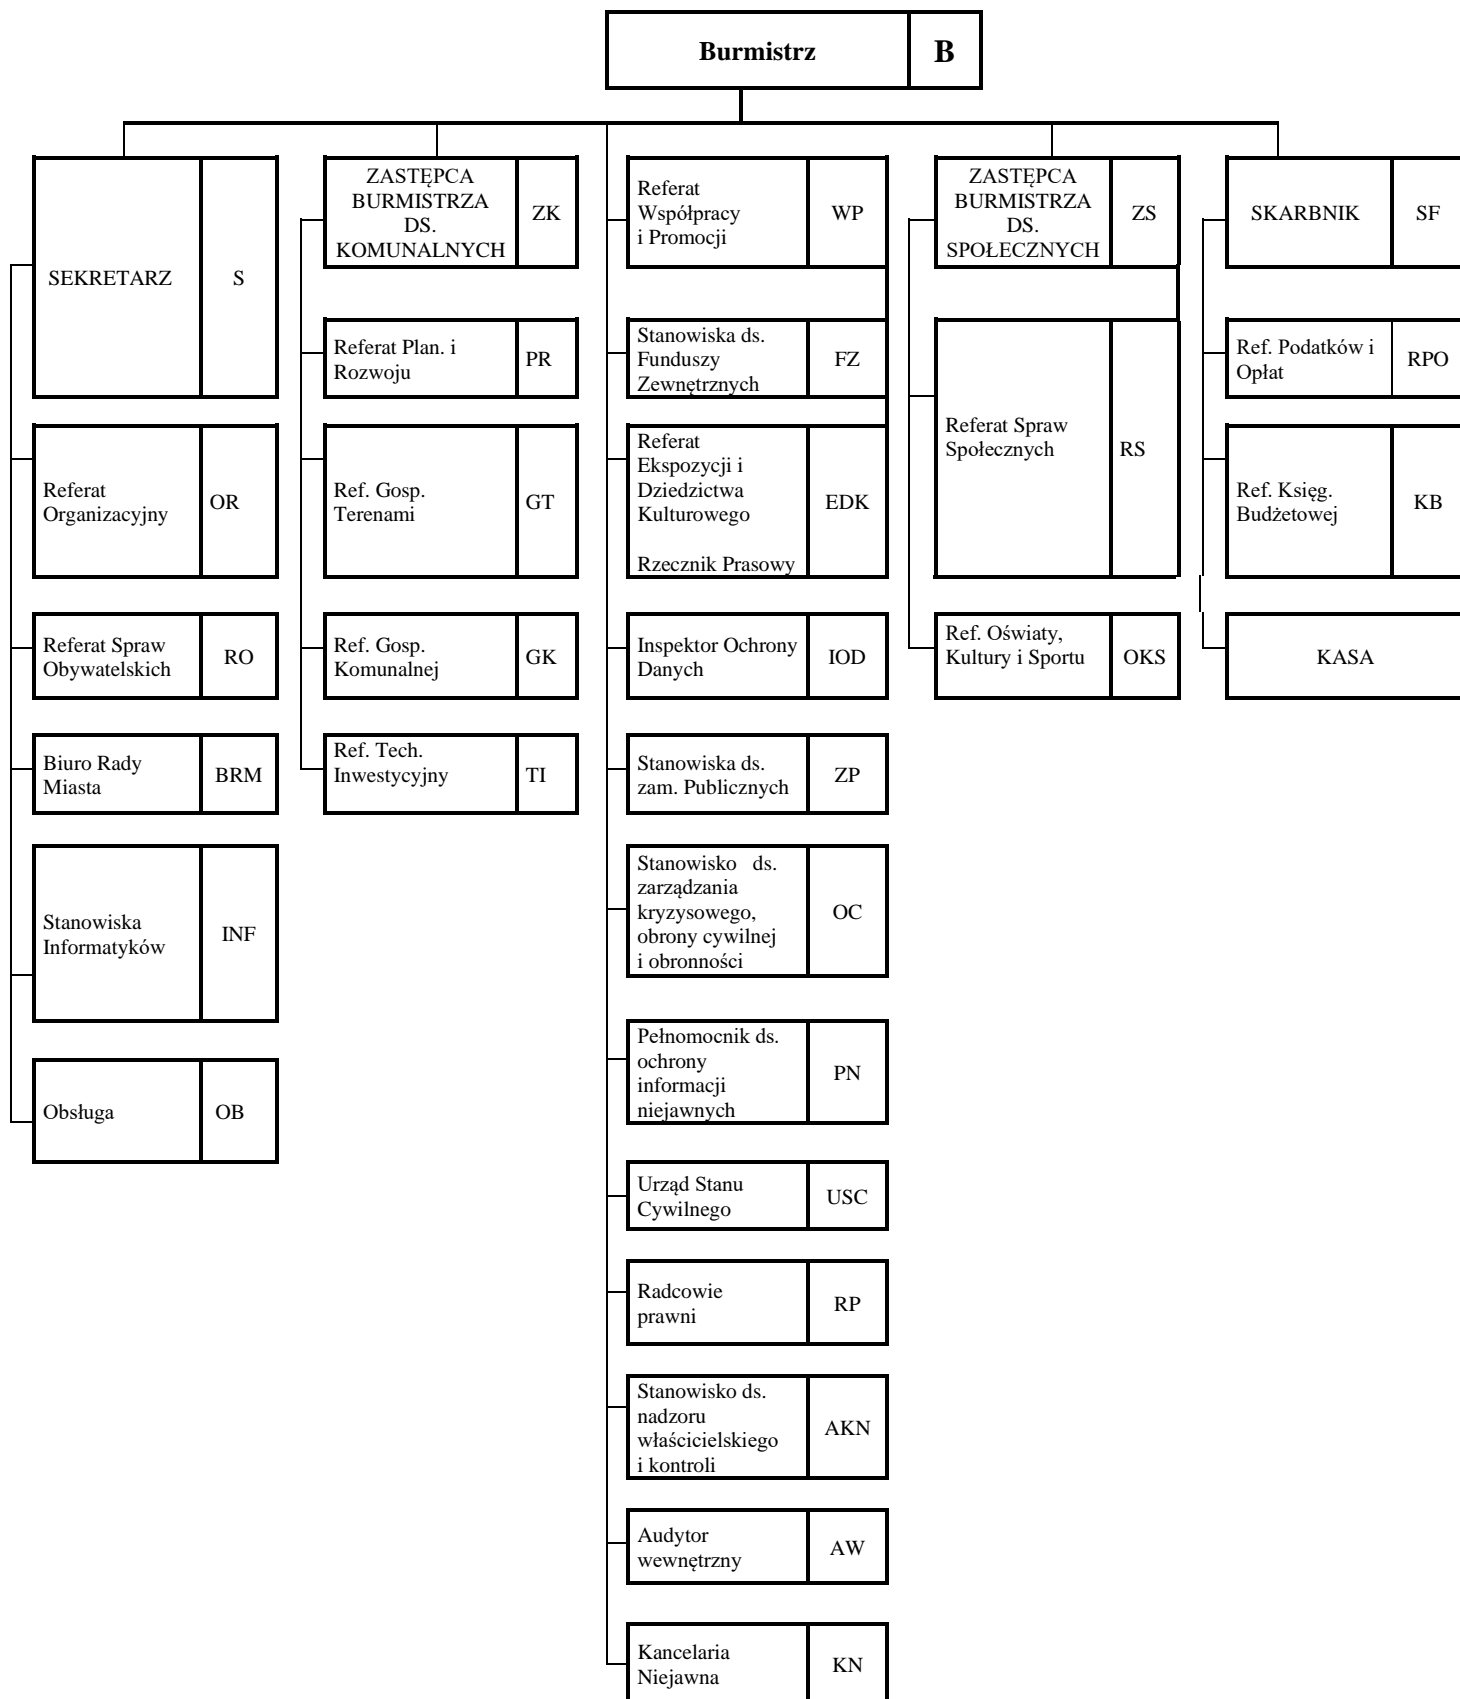 Burmistrz
B
SEKRETARZ
S
Referat
Organizacyjny
OR
Referat Spraw
Obywatelskich
RO
Biuro Rady
Miasta
BRM
Stanowiska
Informatyków
INF
Obsługa
OB
ZASTĘPCA
BURMISTRZA
DS.
KOMUNALNYCH
ZK
Referat Plan. i
Rozwoju
PR
Ref. Gosp.
Terenami
GT
Ref. Gosp.
Komunalnej
GK
Ref. Tech.
Inwestycyjny
TI
Referat
Współpracy
i Promocji
WP
Stanowiska ds.
Funduszy
Zewnętrznych
FZ
Referat
Ekspozycji i
Dziedzictwa
Kulturowego
Rzecznik Prasowy
EDK
Inspektor Ochrony
Danych
IOD
Stanowiska ds.
zam. Publicznych
ZP
Stanowisko ds.
zarządzania
kryzysowego,
obrony cywilnej
i obronności
OC
Pełnomocnik ds.
ochrony
informacji
niejawnych
PN
Urząd Stanu
Cywilnego
USC
Radcowie
prawni
RP
Stanowisko ds.
nadzoru
właścicielskiego
i kontroli
AKN
Audytor
wewnętrzny
AW
Kancelaria
Niejawna
KN
ZASTĘPCA
BURMISTRZA
DS.
SPOŁECZNYCH
ZS
Referat Spraw
Społecznych
RS
Ref. Oświaty,
Kultury i Sportu
OKS
SKARBNIK
SF
Ref. Podatków i
Opłat
RPO
Ref. Księg.
Budżetowej
KB
KASA